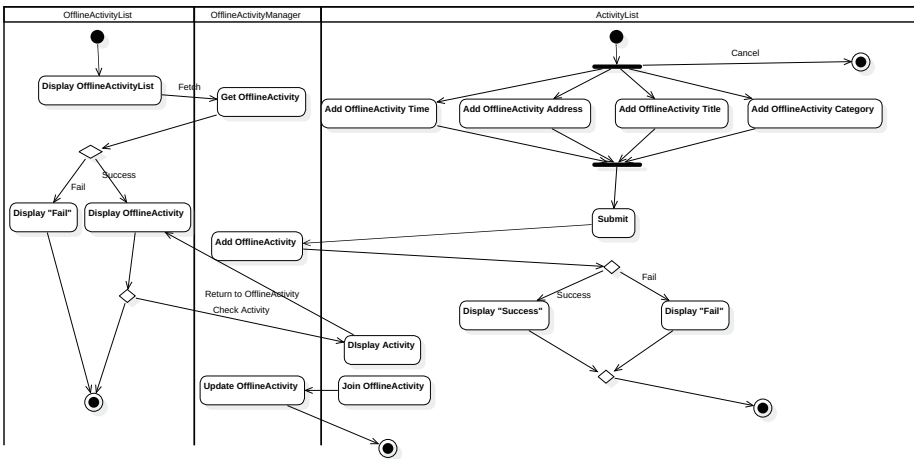 OfflineActivityList
OfflineActivityManager
ActivityList
Cancel
Display OfflineActivityList
Fetch
Get OfflineActivity
Add OfflineActivity Time
Add OfflineActivity Address
Add OfflineActivity Title
Add OfflineActivity Category
Success
Fail
Display "Fail"
Display OfflineActivity
Submit
Add OfflineActivity
Fail
Success
Return to OfflineActivity
Check Activity
Display "Success"
Display "Fail"
DIsplay Activity
Update OfflineActivity
Join OfflineActivity